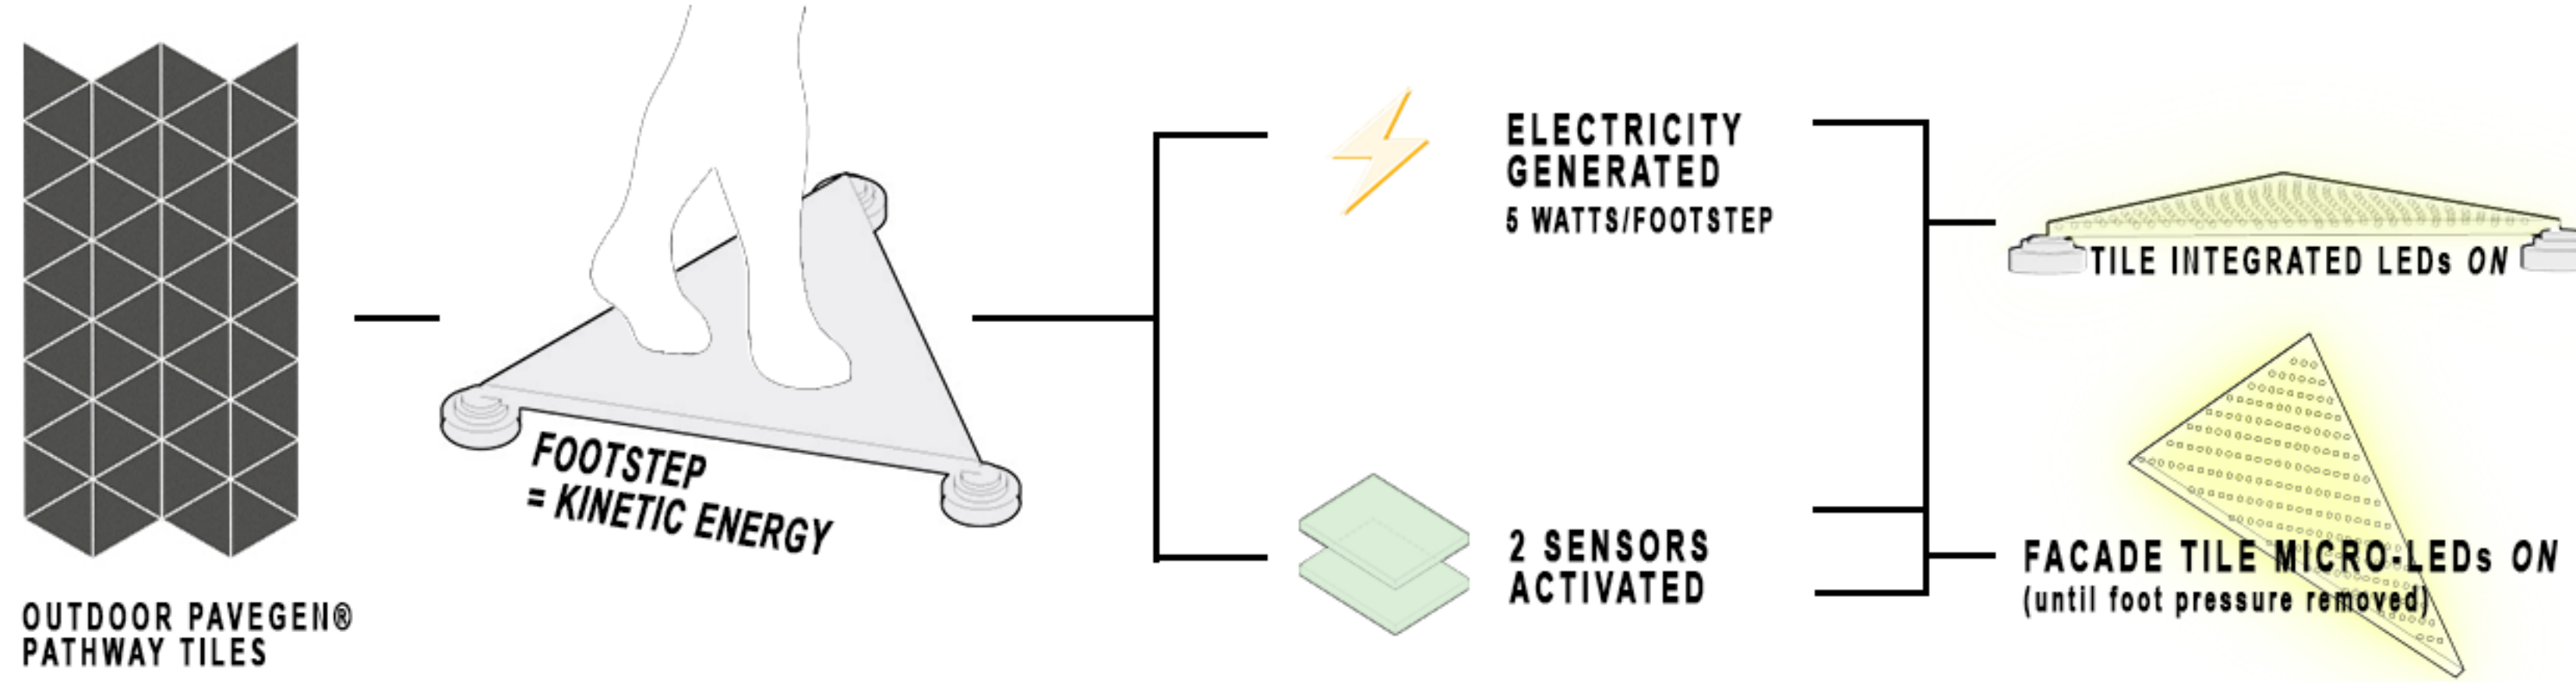 OUTDOOR PAVEGEN®
PATHWAY TILES
FOOTSTEP
= KINETIC ENERGY
ELECTRICITY
GENERATED
5 WATTS/FOOTSTEP
2 SENSORS
ACTIVATED
TILE INTEGRATED LEDs ON
FACADE TILE MICRO-LEDs ON
(until foot pressure removed)